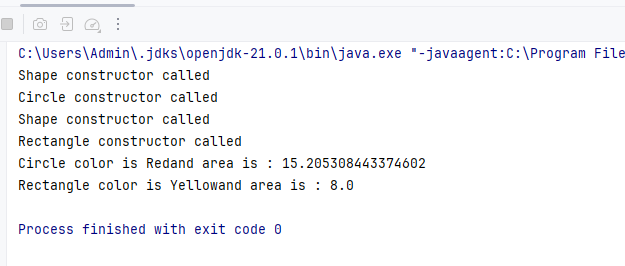 C:\Users\Admin\.jdks\openjdk-21.0.1\bin\java.exe "-javaagent:C:\Program File
Shape constructor called
Circle constructor called
Shape constructor called
Rectangle constructor called
Circle color is Redand area is : 15.205308443374602
Rectangle color is Yellowand area is : 8.0
Process finished with exit code 0